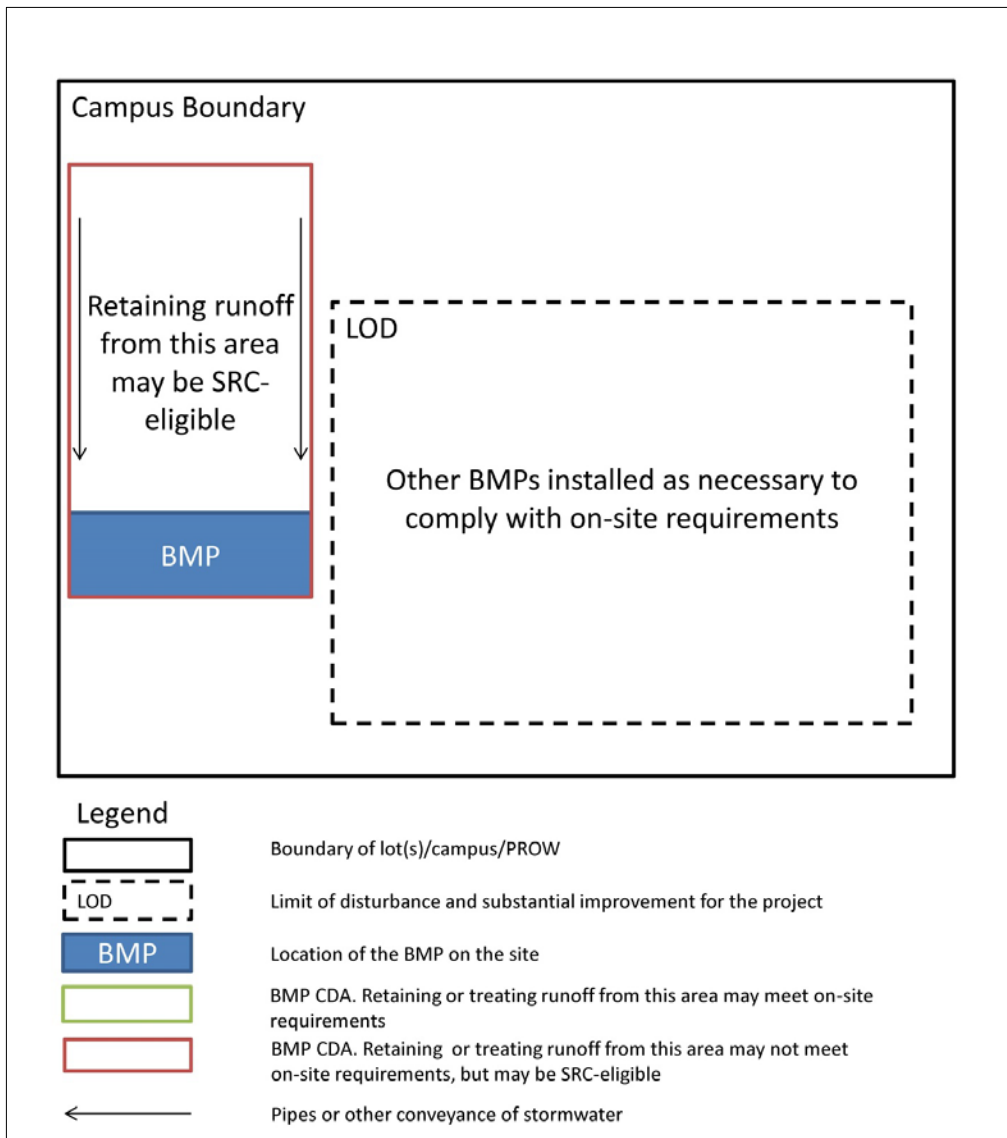 Campus Boundary
Retaining runoff
from this area
may be SRC-
eligible
BMP
LOD
Other BMPs installed as necessary to
comply with on-site requirements
Legend
Boundary of lot(s)/campus/PROW
LOD
Limit of disturbance and substantial improvement for the project
BMP
Location of the BMP on the site
BMP CDA. Retaining or treating runoff from this area may meet on-site
requirements
BMP CDA. Retaining  or treating runoff from this area may not meet
on-site requirements, but may be SRC-eligible
Pipes or other conveyance of stormwater